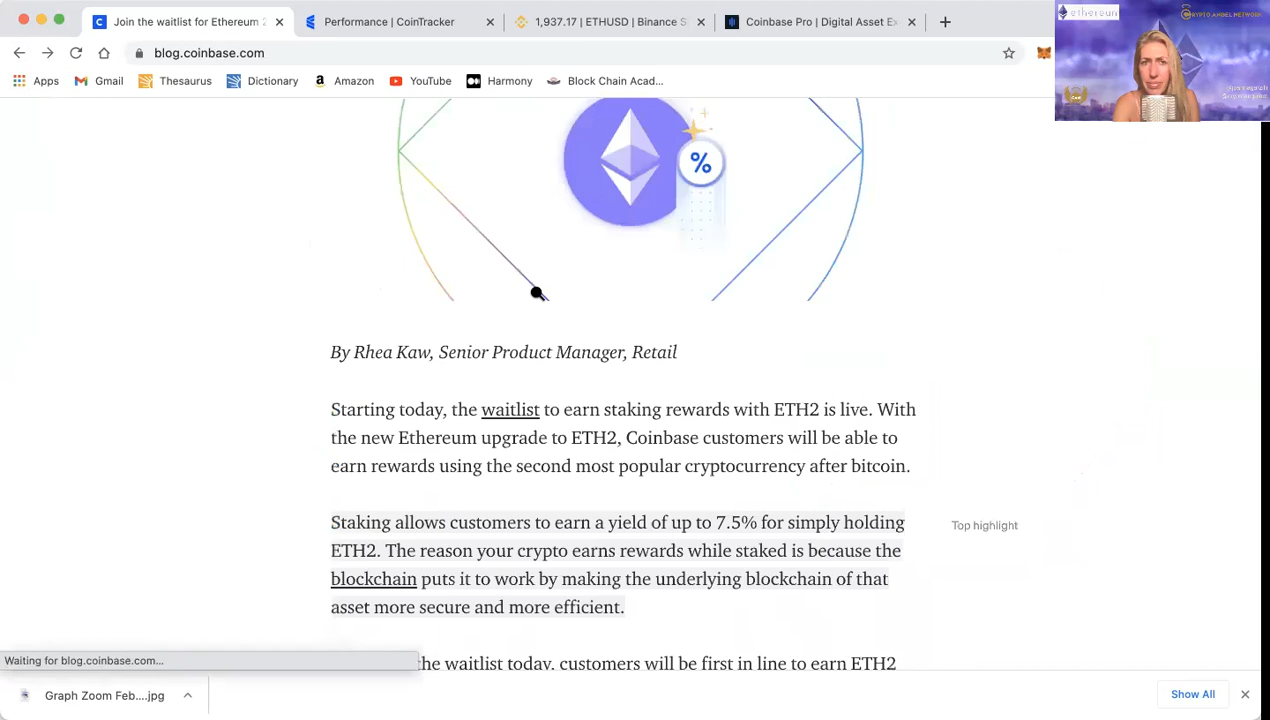 Join the waitlist for Ethereum 2
Performance | CoinTracker
1,937.17 | ETHUSD | Binance S
Coinbase Pro | Digital Asset Ex
blog.coinbase.com
Apps
Gmail
Thesaurus
Dictionary
Amazon
YouTube
Harmony
Block Chain Acad...
ethereum
CRYPTO ANGEL NETWORK
%
By Rhea Kaw, Senior Product Manager, Retail
Starting today, the waitlist to earn staking rewards with ETH2 is live. With
the new Ethereum upgrade to ETH2, Coinbase customers will be able to
earn rewards using the second most popular cryptocurrency after bitcoin.
Staking allows customers to earn a yield of up to 7.5% for simply holding
ETH2. The reason your crypto earns rewards while staked is because the
blockchain puts it to work by making the underlying blockchain of that
asset more secure and more efficient.
Top highlight
the waitlist today, customers will be first in line to earn ETH2
Waiting for blog.coinbase.com...
Graph Zoom Feb....jpg
Show All